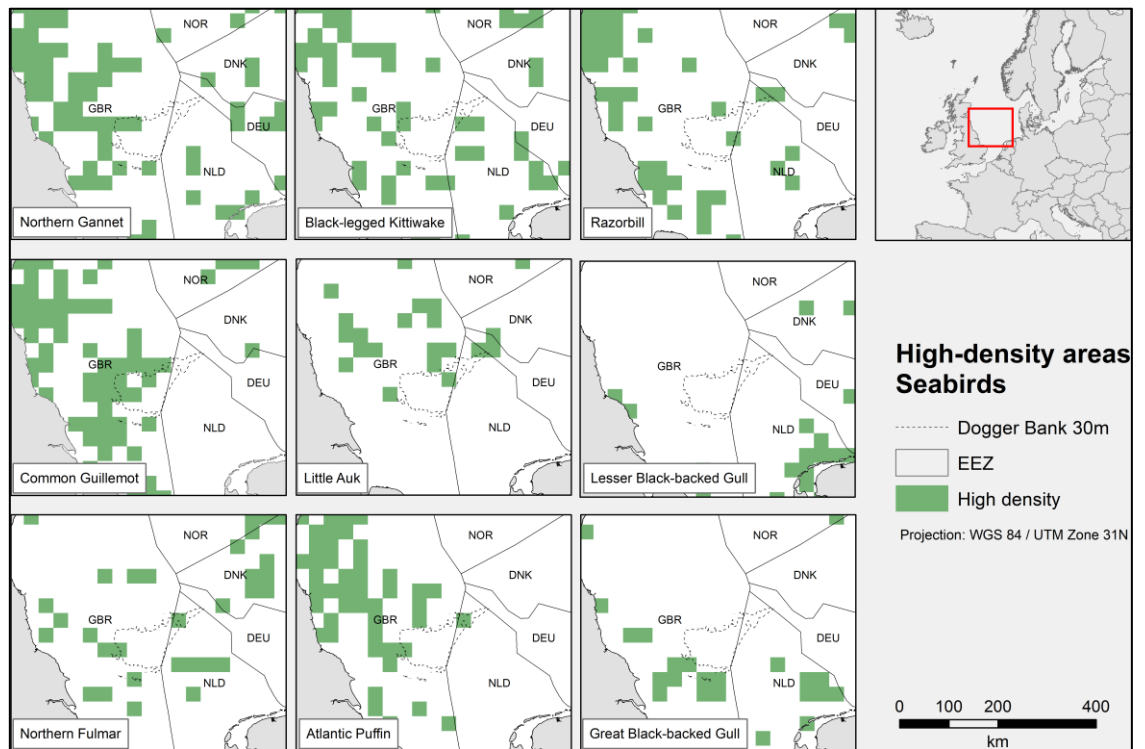 NOR
DNK
GBR
DEU
NLD
Northern Gannet
NOR
DNK
GBR
DEU
NLD
Black-legged Kittiwake
NOR
DNK
GBR
DEU
NLD
Razorbill
NOR
DNK
GBR
DEU
NLD
Common Guillemot
NOR
DNK
GBR
DEU
NLD
Little Auk
NOR
DNK
GBR
DEU
NLD
Lesser Black-backed Gull
NOR
DNK
GBR
DEU
NLD
Northern Fulmar
NOR
DNK
GBR
DEU
NLD
Atlantic Puffin
NOR
DNK
GBR
DEU
NLD
Great Black-backed Gull
High-density areas
Seabirds
Dogger Bank 30m
EEZ
High density
Projection: WGS 84 / UTM Zone 31N
0 100 200 400
km